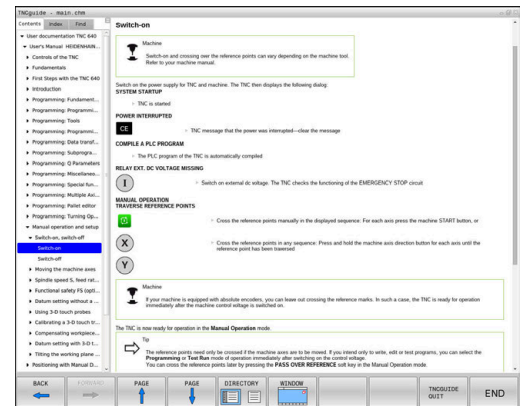 TNCguide - main.chm
Contents Index Find
User documentation TNC 640
User's Manual HEIDENHAIN...
Controls of the TNC
Fundamentals
First Steps with the TNC 640
Introduction
Programming: Fundament...
Programming: Programmi...
Programming: Tools
Programming: Programmi...
Programming: Data transf...
Programming: Subprogra...
Programming: Q Parameters
Programming: Miscellaneo...
Programming: Special fun...
Programming: Multiple Axi...
Programming: Pallet editor
Programming: Turning Op...
Manual operation and setup
Switch-on, switch-off
Switch-on
Switch-off
Moving the machine axes
Spindle speed S, feed rat...
Functional safety FS (opti...
Datum setting without a ...
Using 3-D touch probes
Calibrating a 3-D touch tr...
Compensating workpiece...
Datum setting with 3-D t...
Tilting the working plane ...
Positioning with Manual D...
Switch-on
Machine
Switch-on and crossing over the reference points can vary depending on the machine tool.
Refer to your machine manual.
Switch on the power supply for TNC and machine. The TNC then displays the following dialog:
SYSTEM STARTUP
TNC is started
POWER INTERRUPTED
CE
TNC message that the power was interrupted—clear the message
COMPILE A PLC PROGRAM
The PLC program of the TNC is automatically compiled
RELAY EXT. DC VOLTAGE MISSING
I
Switch on external dc voltage. The TNC checks the functioning of the EMERGENCY STOP circuit
MANUAL OPERATION
TRAVERSE REFERENCE POINTS
Cross the reference points manually in the displayed sequence: For each axis press the machine START button, or
X
Cross the reference points in any sequence: Press and hold the machine axis direction button for each axis until the
reference point has been traversed
Y
Machine
If your machine is equipped with absolute encoders, you can leave out crossing the reference marks. In such a case, the TNC is ready for operation
immediately after the machine control voltage is switched on.
The TNC is now ready for operation in the Manual Operation mode.
Tip
The reference points need only be crossed if the machine axes are to be moved. If you intend only to write, edit or test programs, you can select the
Programming or Test Run mode of operation immediately after switching on the control voltage.
You can cross the reference points later by pressing the PASS OVER REFERENCE soft key in the Manual Operation mode.
BACK FORWARD PAGE PAGE DIRECTORY WINDOW TNCGUIDE QUIT END